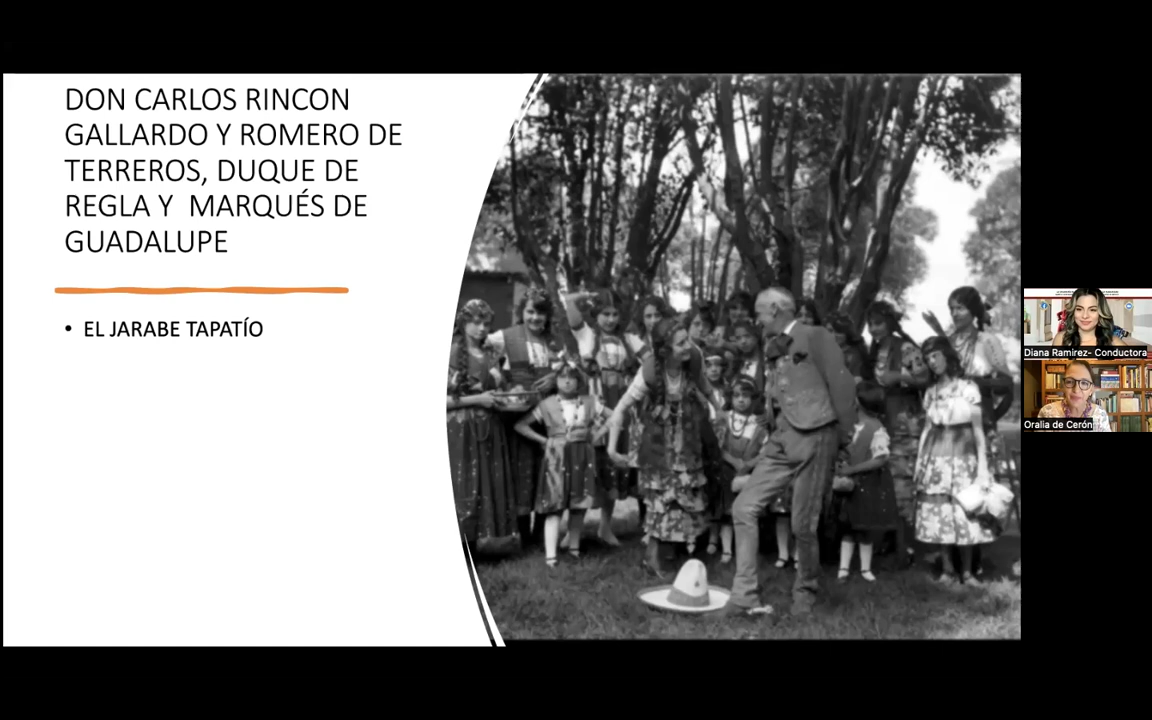 DON CARLOS RINCON
GALLARDO Y ROMERO DE
TERREROS, DUQUE DE
REGLA Y  MARQUÉS DE
GUADALUPE
• EL JARABE TAPATÍO
Diana Ramirez- Conductora
Oralia de Cerón